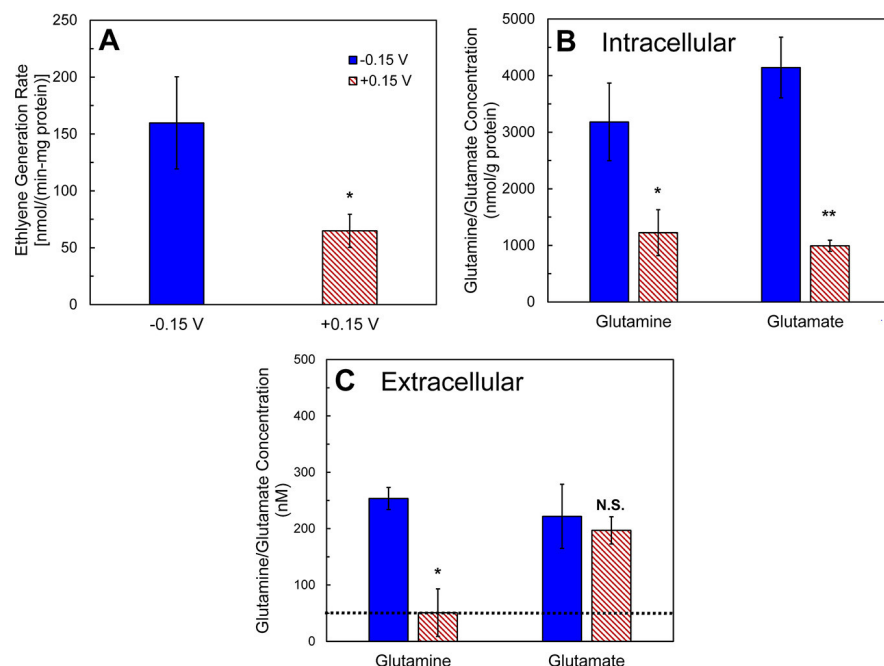 A
Ethlyene Generation Rate
[nmol/(min-mg protein)]
250
200
150
100
50
0
-0.15 V
+0.15 V
*
-0.15 V
+0.15 V
B Intracellular
Glutamine/Glutamate Concentration
(nmol/g protein)
5000
4000
3000
2000
1000
0
*
**
Glutamine
Glutamate
C Extracellular
Glutamine/Glutamate Concentration
(nM)
500
400
300
200
100
0
*
N.S.
Glutamine
Glutamate